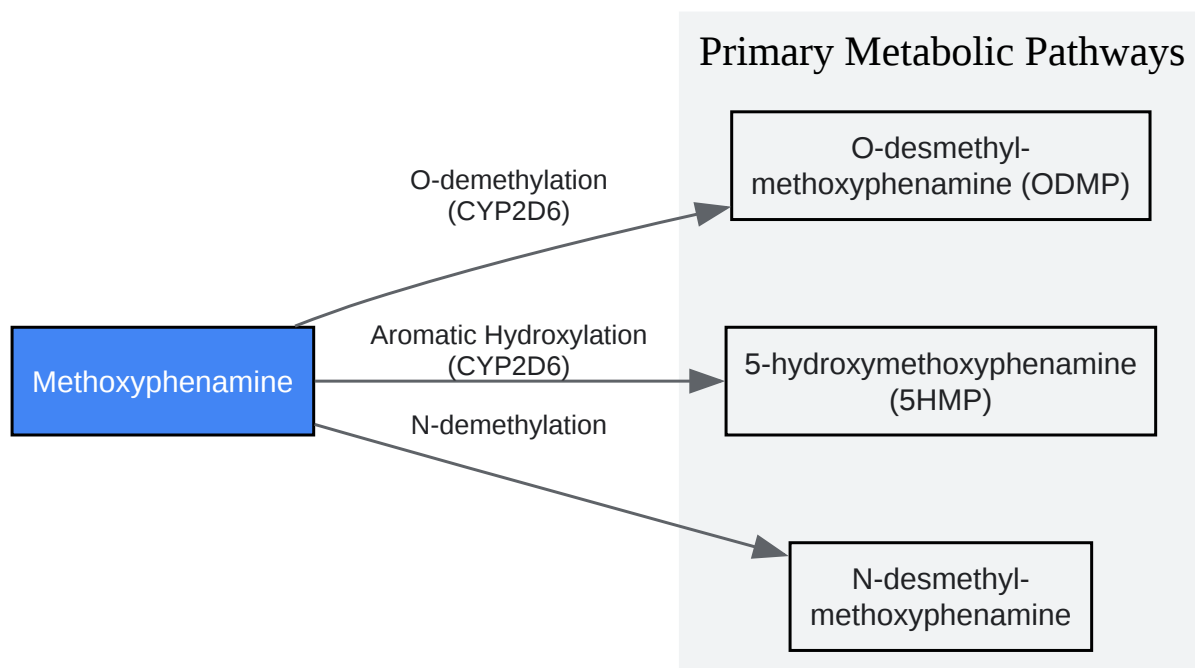 Primary Metabolic Pathways
O-desmethyl-
methoxyphenamine (ODMP)
O-demethylation
(CYP2D6)
Aromatic Hydroxylation
(CYP2D6)
Methoxyphenamine
5-hydroxymethoxyphenamine
(5HMP)
N-demethylation
N-desmethyl-
methoxyphenamine